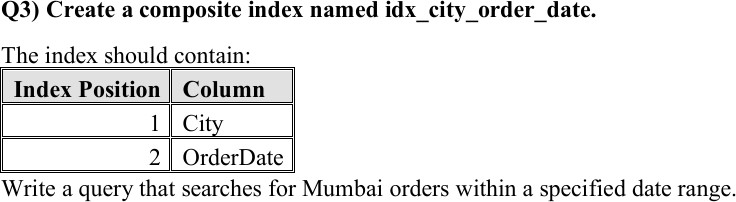 Q3) Create a composite index named idx_city_order_date.
The index should contain:
Index Position Column
1 City
2 OrderDate
Write a query that searches for Mumbai orders within a specified date range.